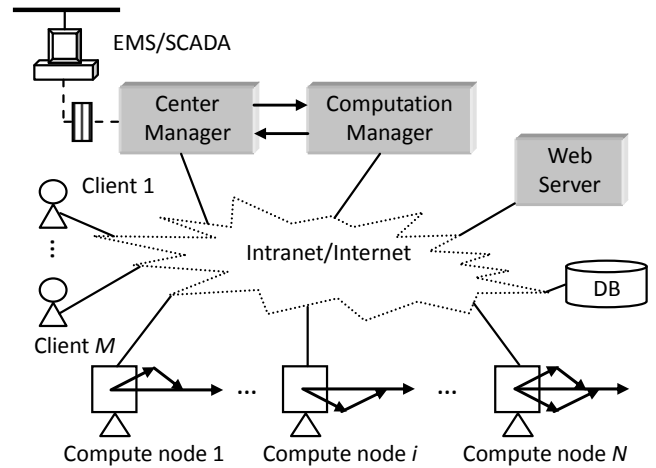 EMS/SCADA
Center
Manager
Computation
Manager
Web
Server
Client 1
⋮
Intranet/Internet
DB
Client M
... ...
Compute node 1
Compute node i
Compute node N